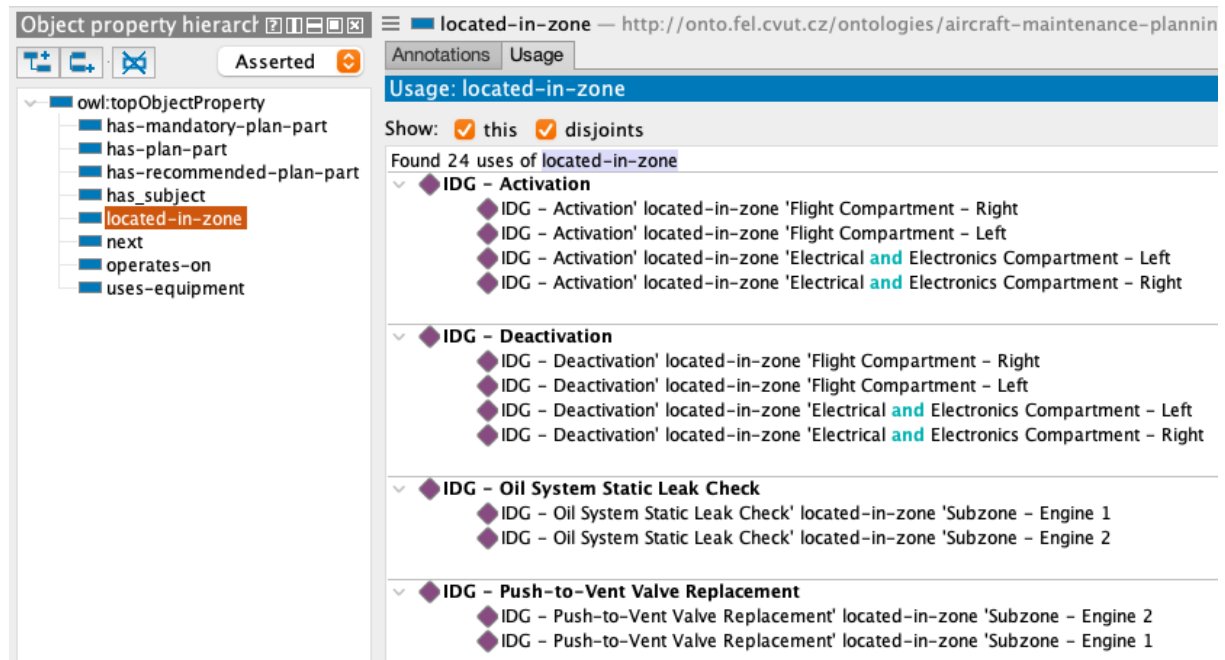 Object property hierarch
Asserted
owl:topObjectProperty
has-mandatory-plan-part
has-plan-part
has-recommended-plan-part
has_subject
located-in-zone
next
operates-on
uses-equipment
located-in-zone — http://onto.fel.cvut.cz/ontologies/aircraft-maintenance-plannin
Annotations Usage
Usage: located-in-zone
Show: this disjoints
Found 24 uses of located-in-zone
IDG – Activation
IDG – Activation' located-in-zone 'Flight Compartment – Right
IDG – Activation' located-in-zone 'Flight Compartment – Left
IDG – Activation' located-in-zone 'Electrical and Electronics Compartment – Left
IDG – Activation' located-in-zone 'Electrical and Electronics Compartment – Right
IDG – Deactivation
IDG – Deactivation' located-in-zone 'Flight Compartment – Right
IDG – Deactivation' located-in-zone 'Flight Compartment – Left
IDG – Deactivation' located-in-zone 'Electrical and Electronics Compartment – Left
IDG – Deactivation' located-in-zone 'Electrical and Electronics Compartment – Right
IDG – Oil System Static Leak Check
IDG – Oil System Static Leak Check' located-in-zone 'Subzone – Engine 1
IDG – Oil System Static Leak Check' located-in-zone 'Subzone – Engine 2
IDG – Push-to-Vent Valve Replacement
IDG – Push-to-Vent Valve Replacement' located-in-zone 'Subzone – Engine 2
IDG – Push-to-Vent Valve Replacement' located-in-zone 'Subzone – Engine 1